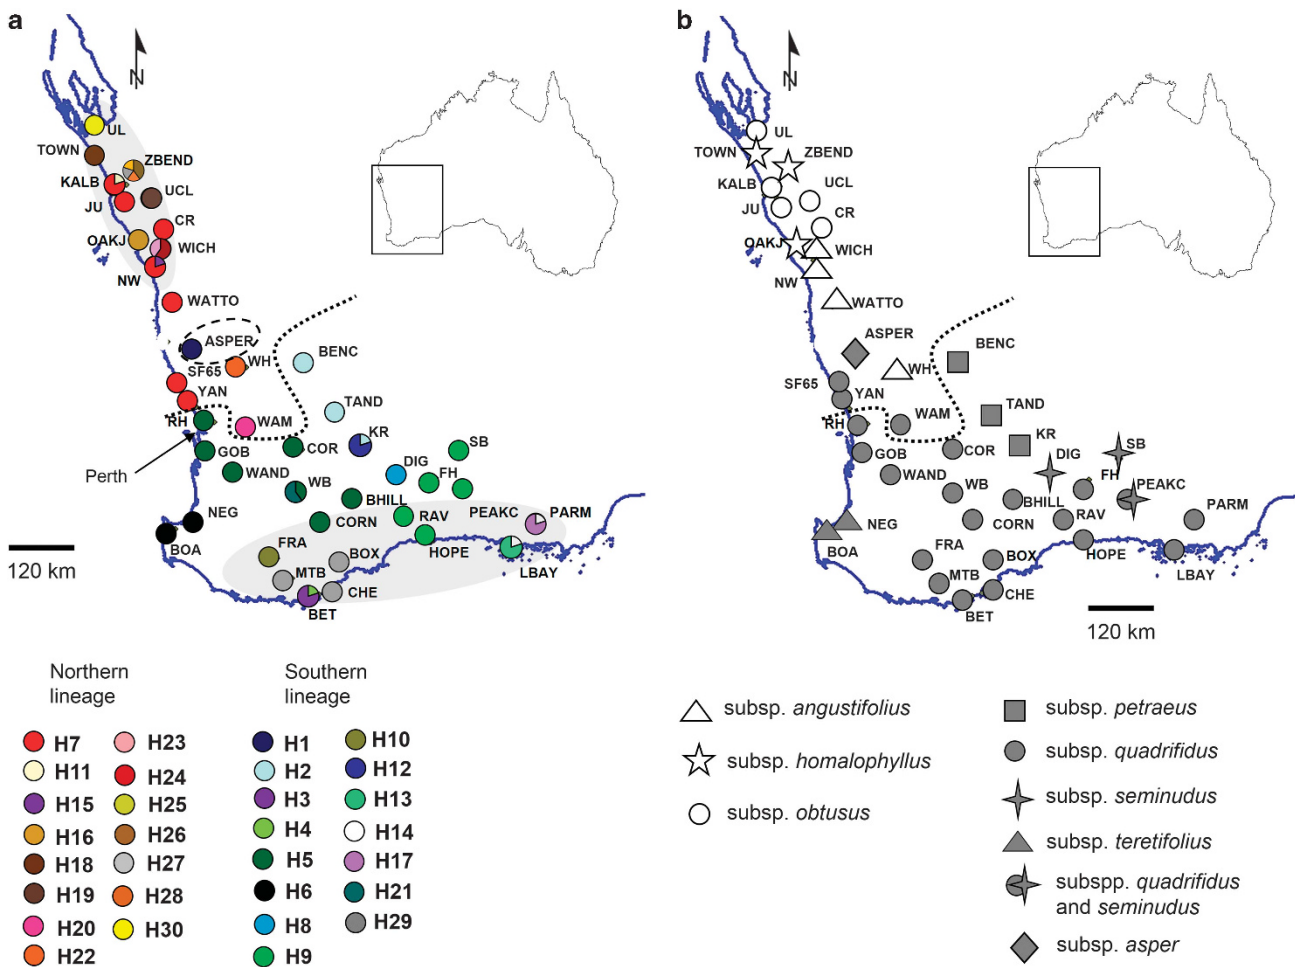 a
N
UL
TOWN
ZBEND
KALB
UCL
JU
CR
OAKJ
WICH
NW
WATTO
ASPER
WH
BENC
SF65
YAN
TAND
RH
WAM
KR
COR
SB
GOB
Perth
WAND
DIG
FH
WB
BHILL
PEAKC
NEG
CORN
RAV
PARM
BOA
FRA
BOX
HOPE
120 km
MTB
LBAY
CHE
BET
Northern
lineage
H7
H11
H15
H16
H18
H19
H20
H22
H23
H24
H25
H26
H27
H28
H30
Southern
lineage
H1
H2
H3
H4
H5
H6
H8
H9
H10
H12
H13
H14
H17
H21
H29
b
N
UL
TOWN
ZBEND
KALB
UCL
JU
CR
OAKJ
WICH
NW
WATTO
ASPER
BENC
WH
SF65
YAN
TAND
RH
WAM
KR
SB
COR
GOB
DIG
WAND
FH
WB
PEAKC
BHILL
PARM
NEG
CORN
RAV
BOA
FRA
BOX
HOPE
LBAY
MTB
CHE
BET
120 km
subsp. angustifolius
subsp. homalophyllus
subsp. obtusus
subsp. petraeus
subsp. quadrifidus
subsp. seminudus
subsp. teretifolius
subspp. quadrifidus
and seminudus
subsp. asper